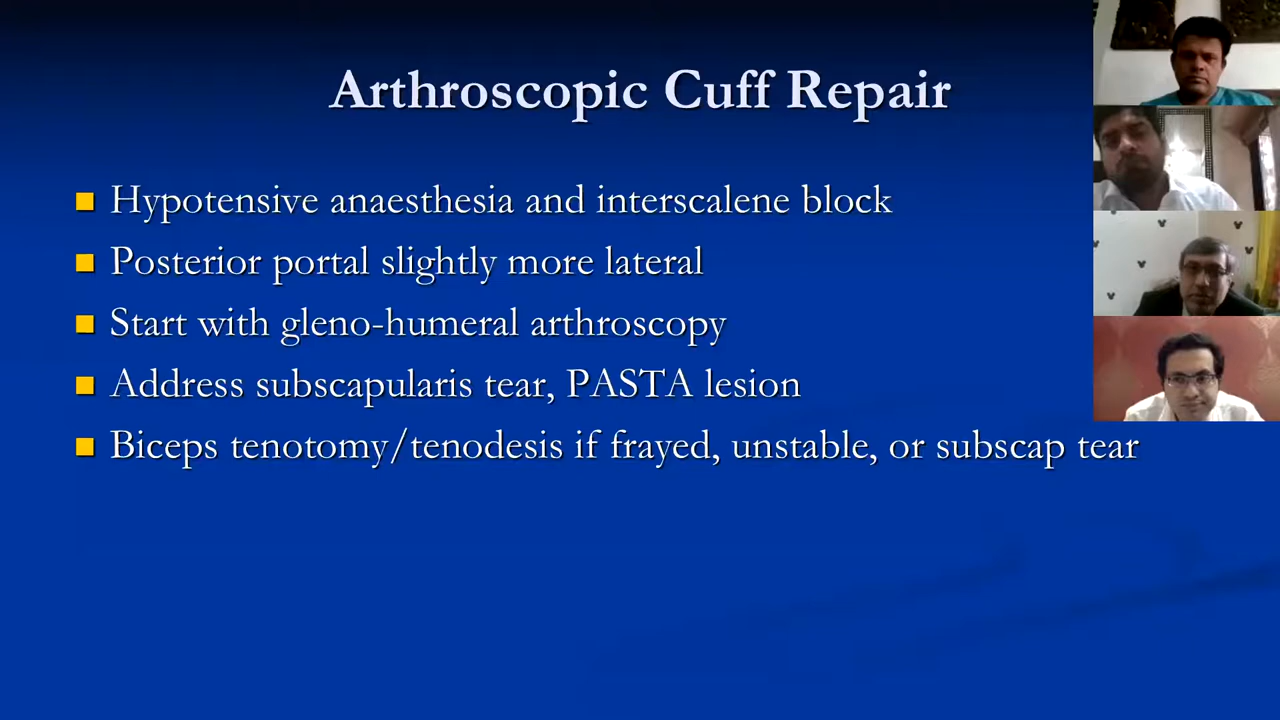 Arthroscopic Cuff Repair
Hypotensive anaesthesia and interscalene block
Posterior portal slightly more lateral
Start with gleno-humeral arthroscopy
Address subscapularis tear, PASTA lesion
Biceps tenotomy/tenodesis if frayed, unstable, or subscap tear